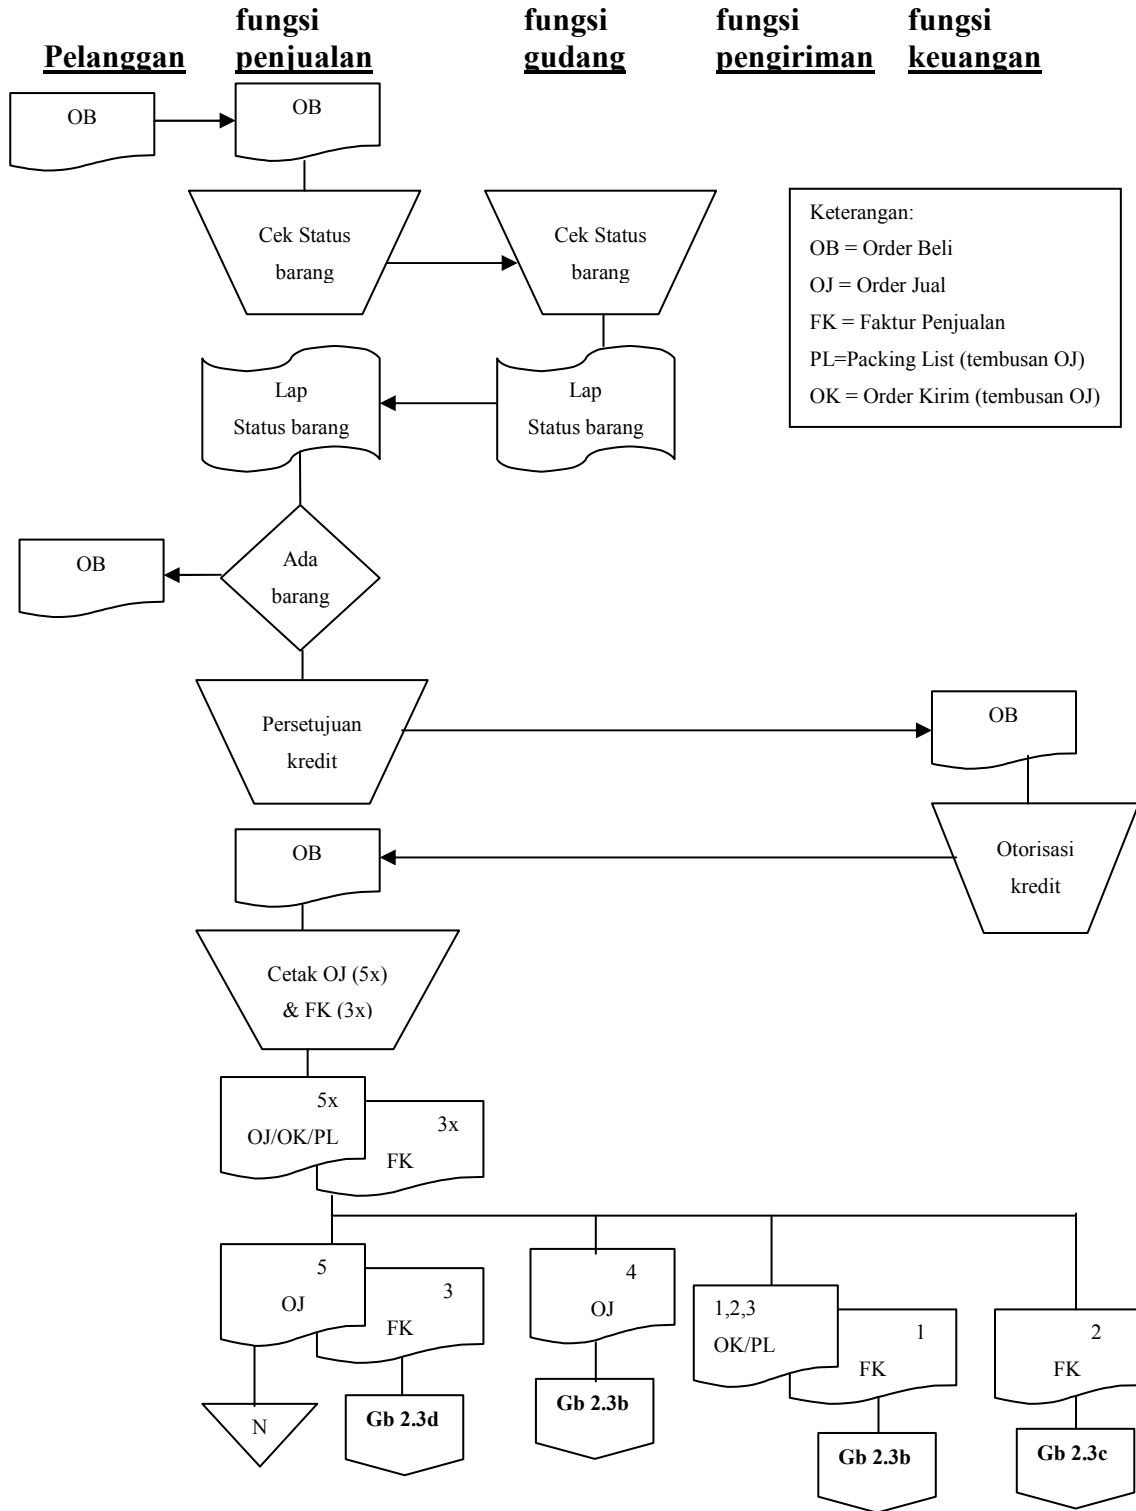 Pelanggan
fungsi
penjualan
fungsi
gudang
fungsi
pengiriman
fungsi
keuangan
OB
OB
Cek Status
barang
Cek Status
barang
Keterangan:
OB = Order Beli
OJ = Order Jual
FK = Faktur Penjualan
PL=Packing List (tembusan OJ)
OK = Order Kirim (tembusan OJ)
Lap
Status barang
Lap
Status barang
OB
Ada
barang
Persetujuan
kredit
OB
OB
Otorisasi
kredit
Cetak OJ (5x)
& FK (3x)
5x
OJ/OK/PL
3x
FK
5
OJ
3
FK
4
OJ
1,2,3
OK/PL
1
FK
2
FK
N
Gb 2.3d
Gb 2.3b
Gb 2.3b
Gb 2.3c